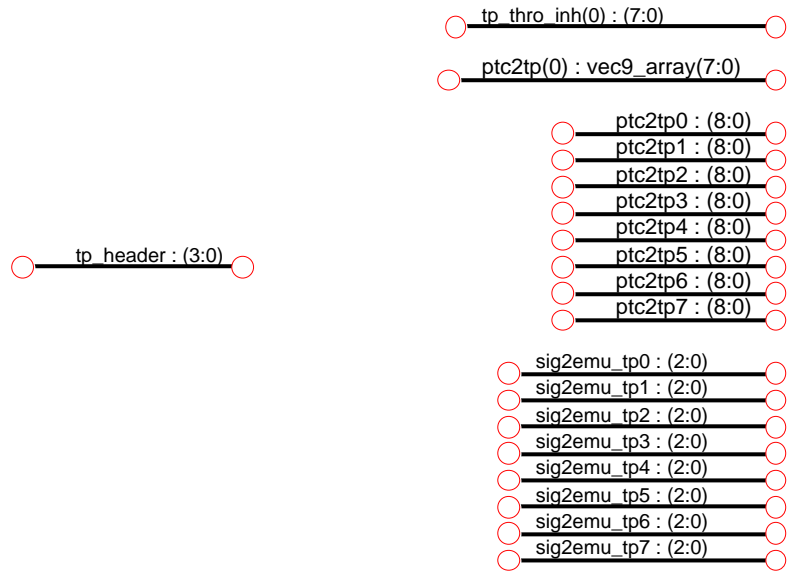 tp_thro_inh(0) : (7:0)
ptc2tp(0) : vec9_array(7:0)
ptc2tp0 : (8:0)
ptc2tp1 : (8:0)
ptc2tp2 : (8:0)
ptc2tp3 : (8:0)
ptc2tp4 : (8:0)
tp_header : (3:0)
ptc2tp5 : (8:0)
ptc2tp6 : (8:0)
ptc2tp7 : (8:0)
sig2emu_tp0 : (2:0)
sig2emu_tp1 : (2:0)
sig2emu_tp2 : (2:0)
sig2emu_tp3 : (2:0)
sig2emu_tp4 : (2:0)
sig2emu_tp5 : (2:0)
sig2emu_tp6 : (2:0)
sig2emu_tp7 : (2:0)